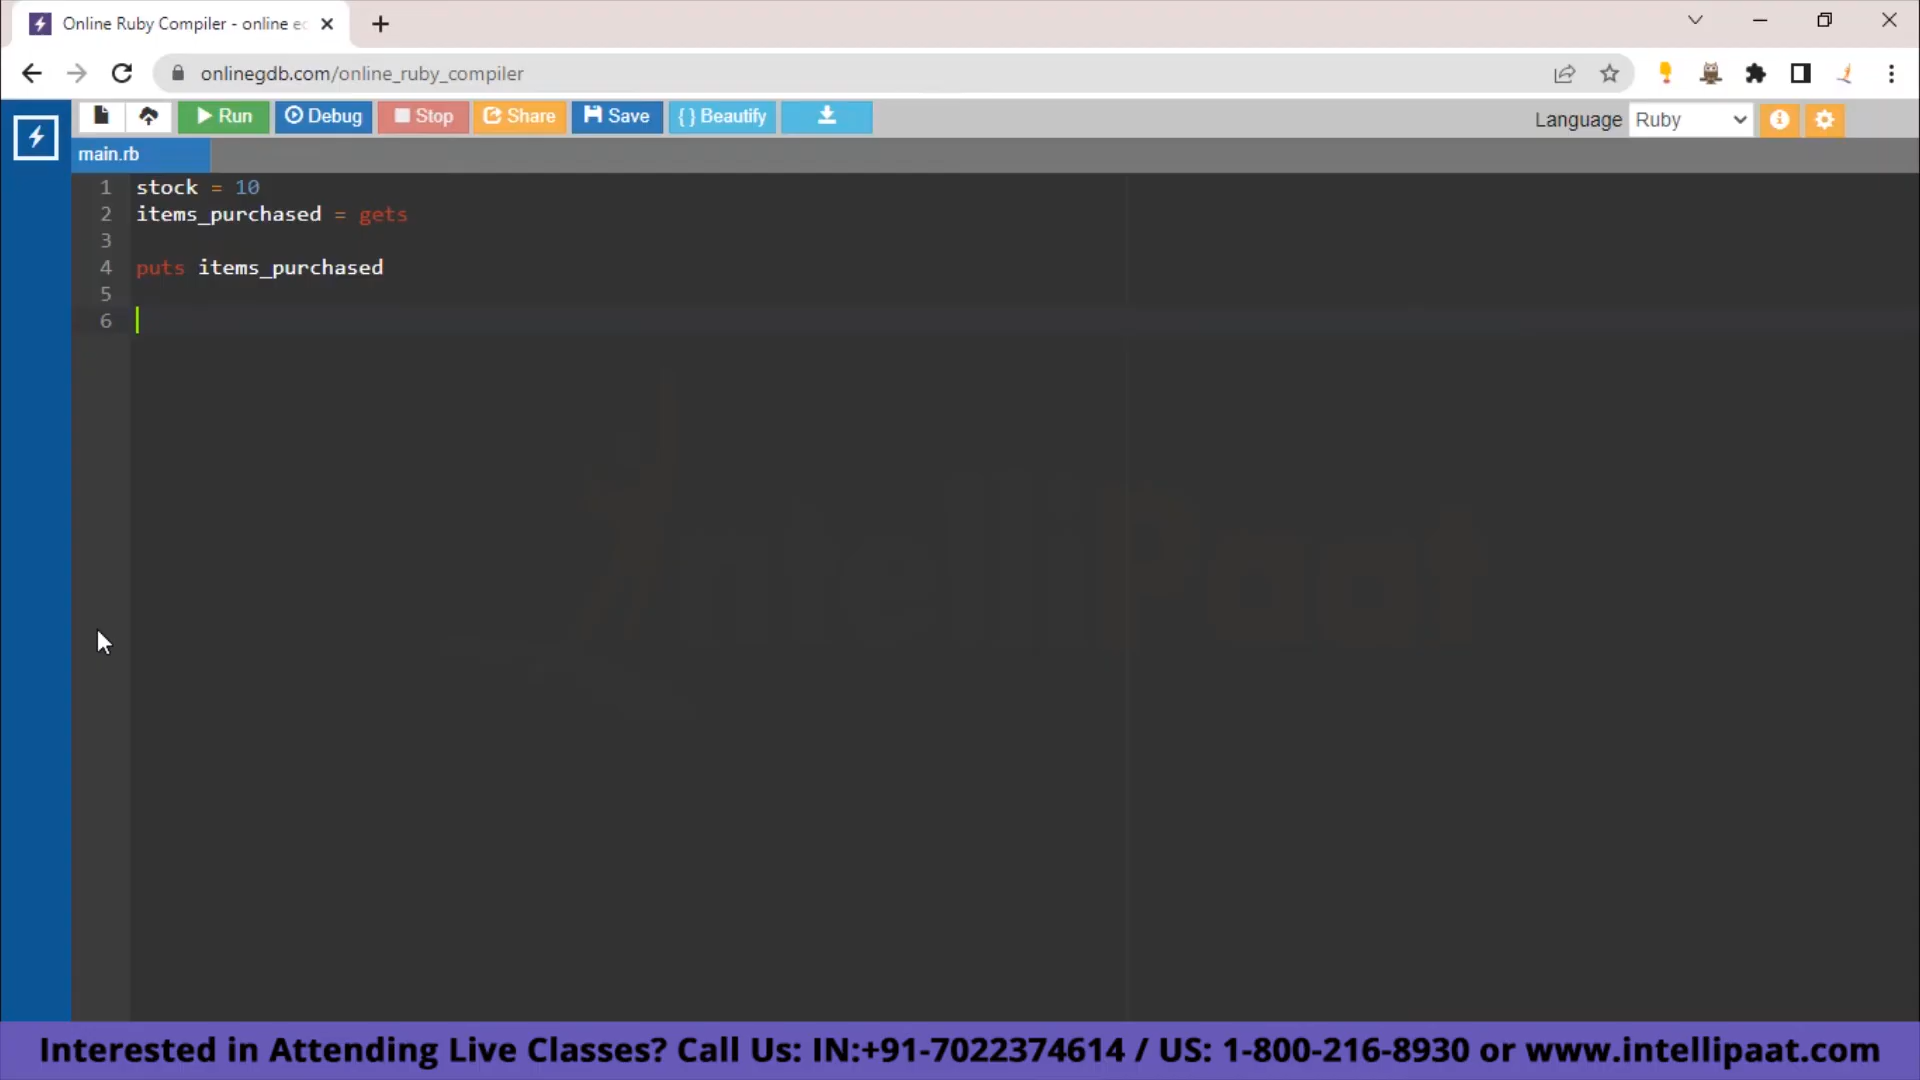 Online Ruby Compiler - online e
onlinegdb.com/online_ruby_compiler
Run Debug Stop Share Save {} Beautify Language Ruby
main.rb
1 stock = 10
2 items_purchased = gets
3
4 puts items_purchased
5
6
IntelliPaat
Interested in Attending Live Classes? Call Us: IN:+91-7022374614 / US: 1-800-216-8930 or www.intellipaat.com